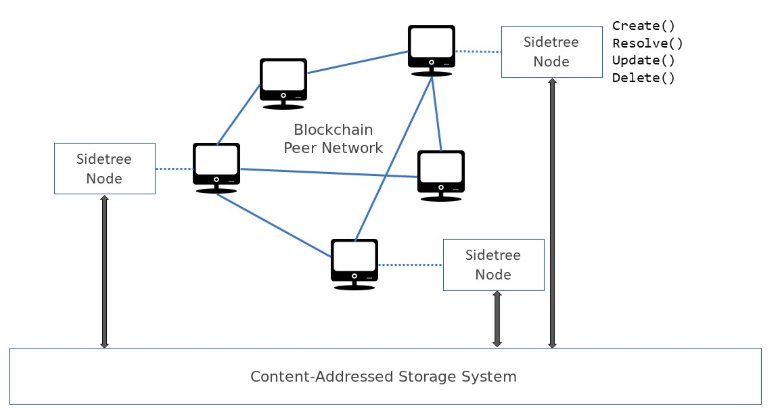 Create()
Resolve()
Update()
Delete()
Sidetree
Node
Blockchain
Peer Network
Sidetree
Node
Sidetree
Node
Content-Addressed Storage System